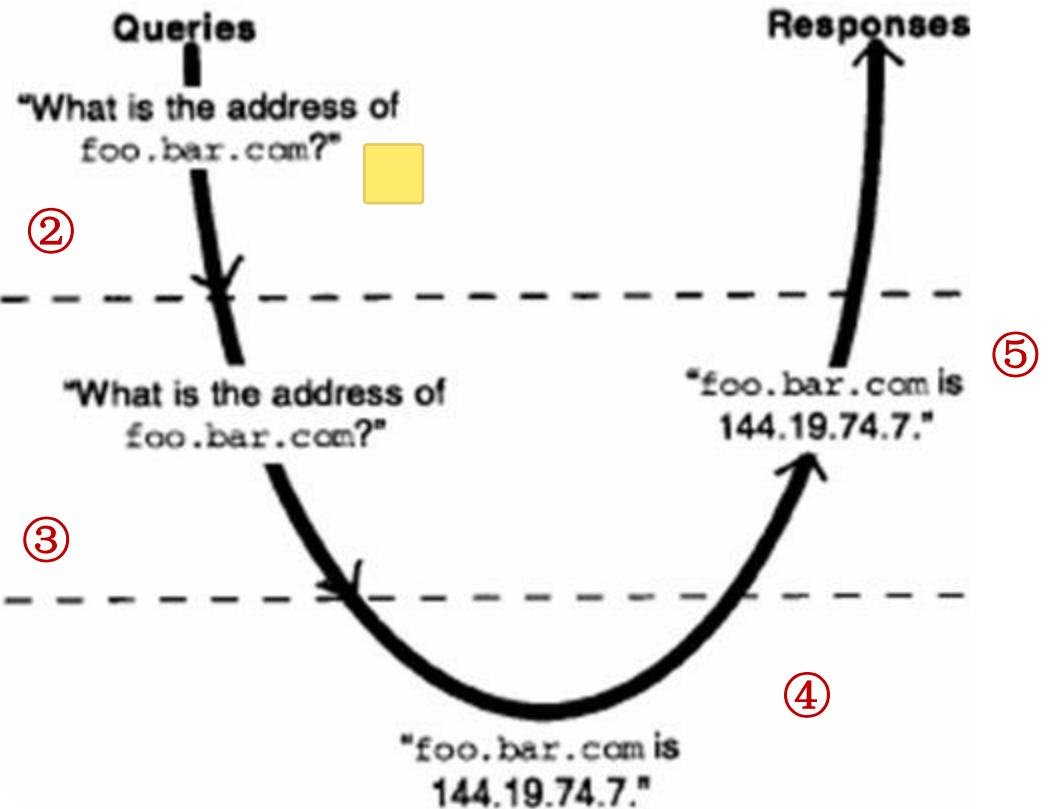 Queries
Responses
"What is the address of
foo.bar.com?"
②
"What is the address of
foo.bar.com?"
③
"foo.bar.com is
144.19.74.7."
⑤
④
"foo.bar.com is
144.19.74.7."